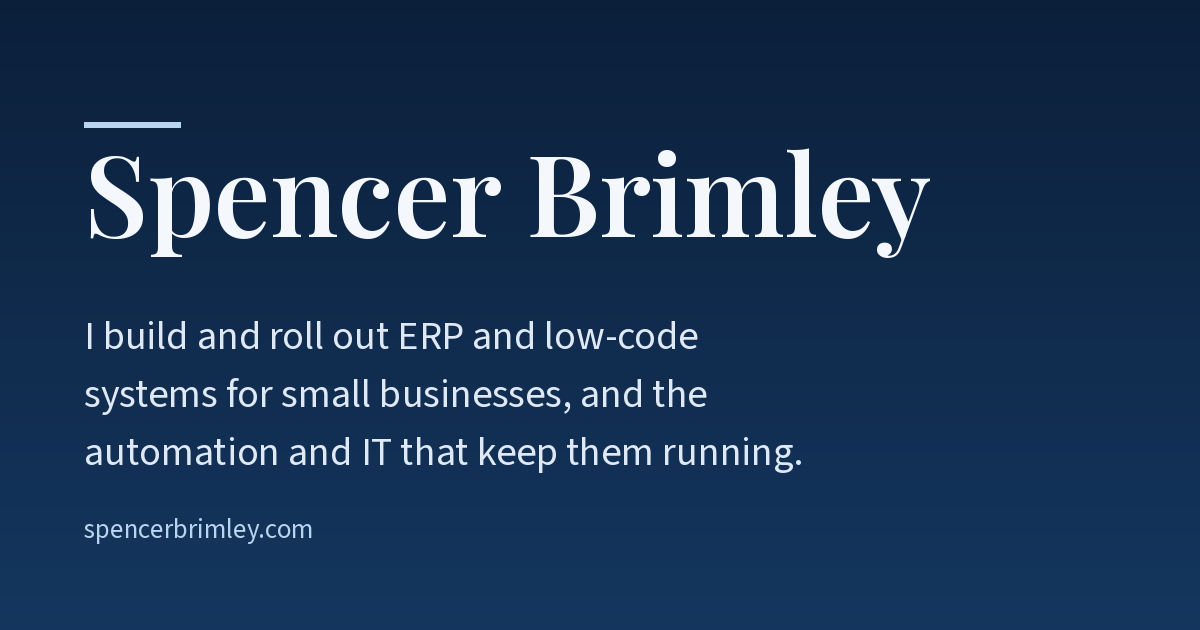 Spencer Brimley
I build and roll out ERP and low-code
systems for small businesses, and the
automation and IT that keep them running.
spencerbrimley.com